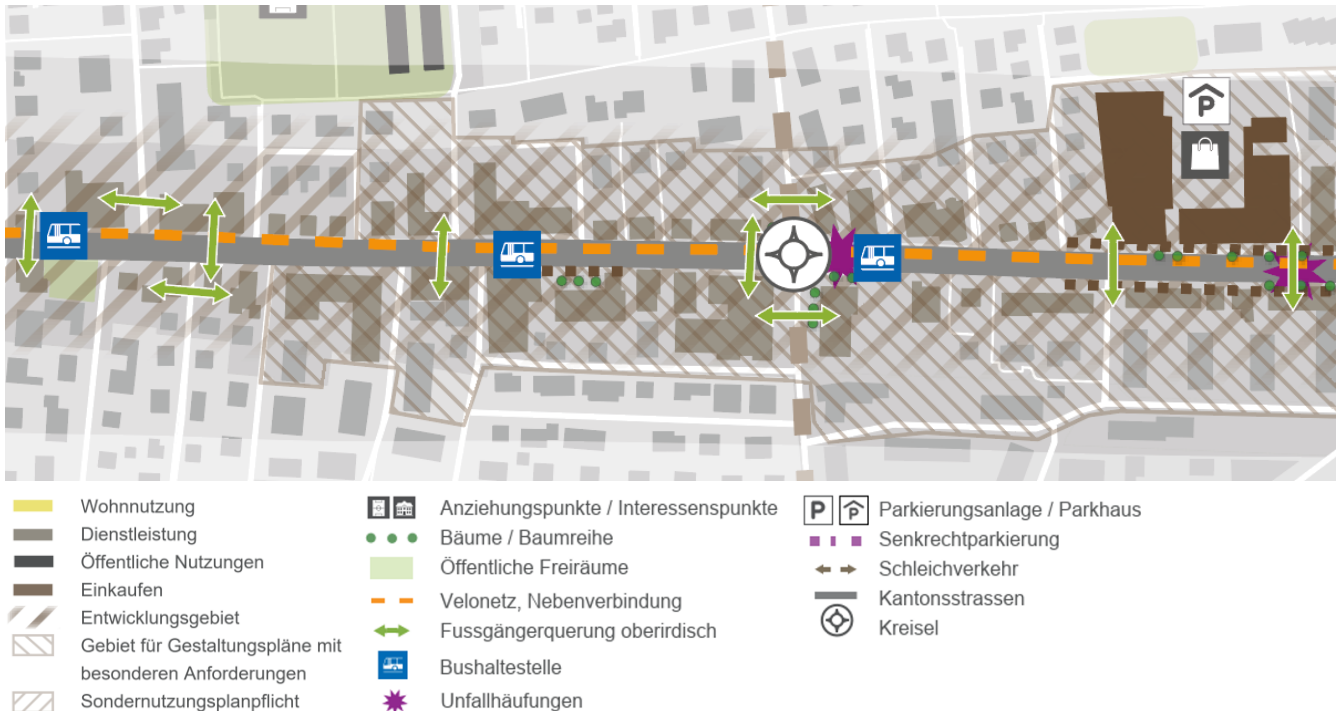 P
Wohnnutzung
Dienstleistung
Öffentliche Nutzungen
Einkaufen
Entwicklungsgebiet
Gebiet für Gestaltungspläne mit
besonderen Anforderungen
Sondernutzungsplanpflicht
Anziehungspunkte / Interessenspunkte
Bäume / Baumreihe
Öffentliche Freiräume
Velonetz, Nebenverbindung
Fussgängerquerung oberirdisch
Bushaltestelle
Unfallhäufungen
P P Parkierungsanlage / Parkhaus
Senkrechtparkierung
Schleichverkehr
Kantonsstrassen
Kreisel